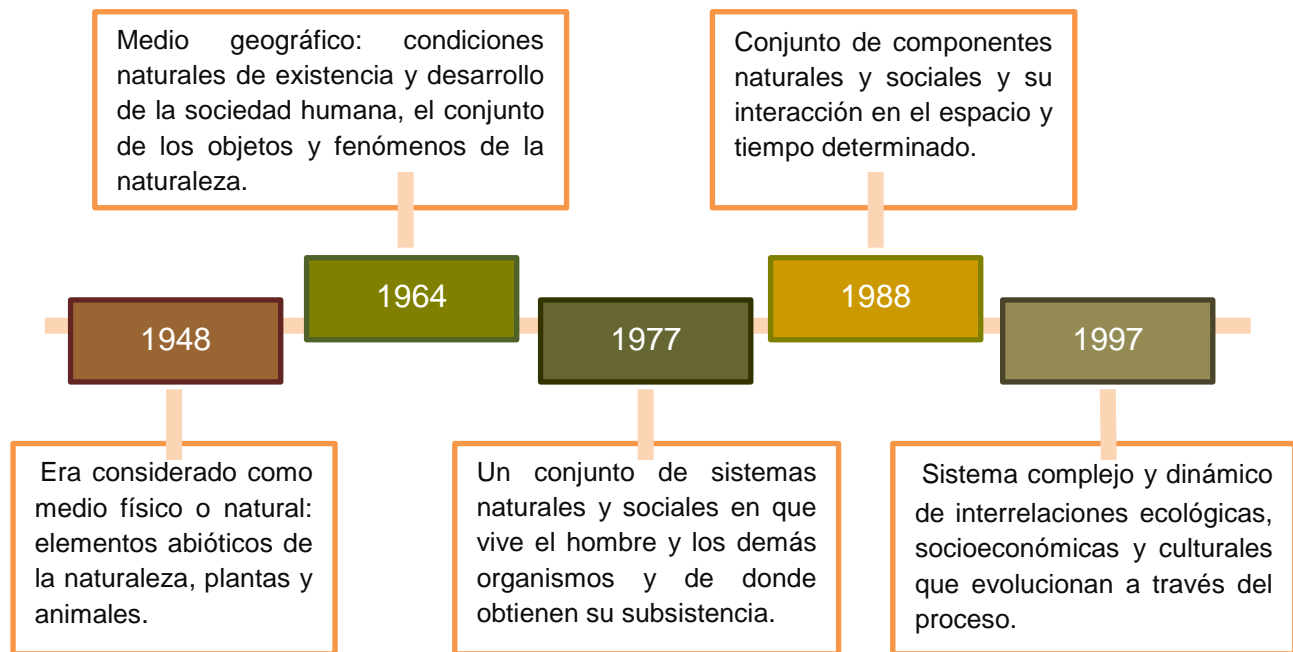 Medio geográfico: condiciones
naturales de existencia y desarrollo
de la sociedad humana, el conjunto
de los objetos y fenómenos de la
naturaleza.
Conjunto de componentes
naturales y sociales y su
interacción en el espacio y
tiempo determinado.
1948
1964
1977
1988
1997
Era considerado como
medio físico o natural:
elementos abióticos de
la naturaleza, plantas y
animales.
Un conjunto de sistemas
naturales y sociales en que
vive el hombre y los demás
organismos y de donde
obtienen su subsistencia.
Sistema complejo y dinámico
de interrelaciones ecológicas,
socioeconómicas y culturales
que evolucionan a través del
proceso.